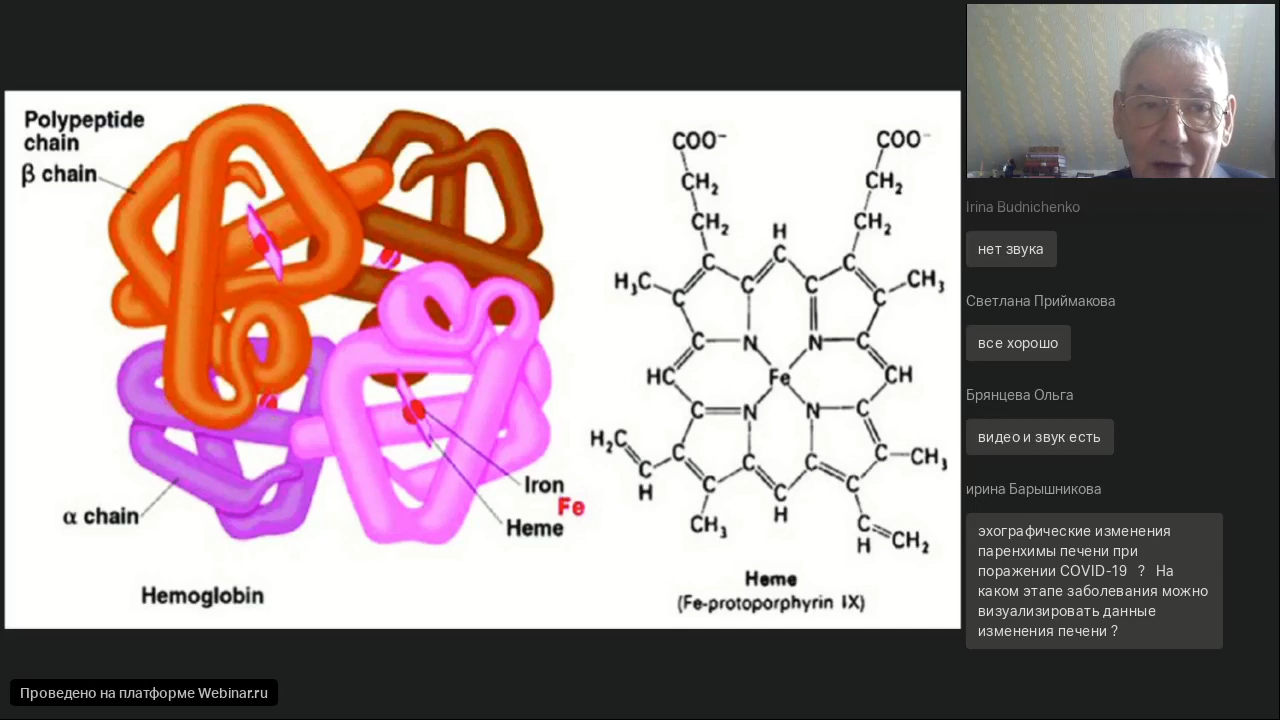 Polypeptide
chain
β chain
α chain
Iron
Fe
Heme
Hemoglobin
COO⁻ COO⁻
CH₂ CH₂
CH₂ H CH₂
C C C
H₃C C C C CH₃
C N N C
HC Fe CH
C N N C
H₂C C C C C CH₃
C C C C
H H
CH₃ C CH₂
H
Heme
(Fe-protoporphyrin IX)
Irina Budnichenko
нет звука
Светлана Приймакова
все хорошо
Брянцева Ольга
видео и звук есть
ирина Барышникова
эхографические изменения
паренхимы печени при
поражении COVID-19 ? На
каком этапе заболевания можно
визуализировать данные
изменения печени ?
Проведено на платформе Webinar.ru